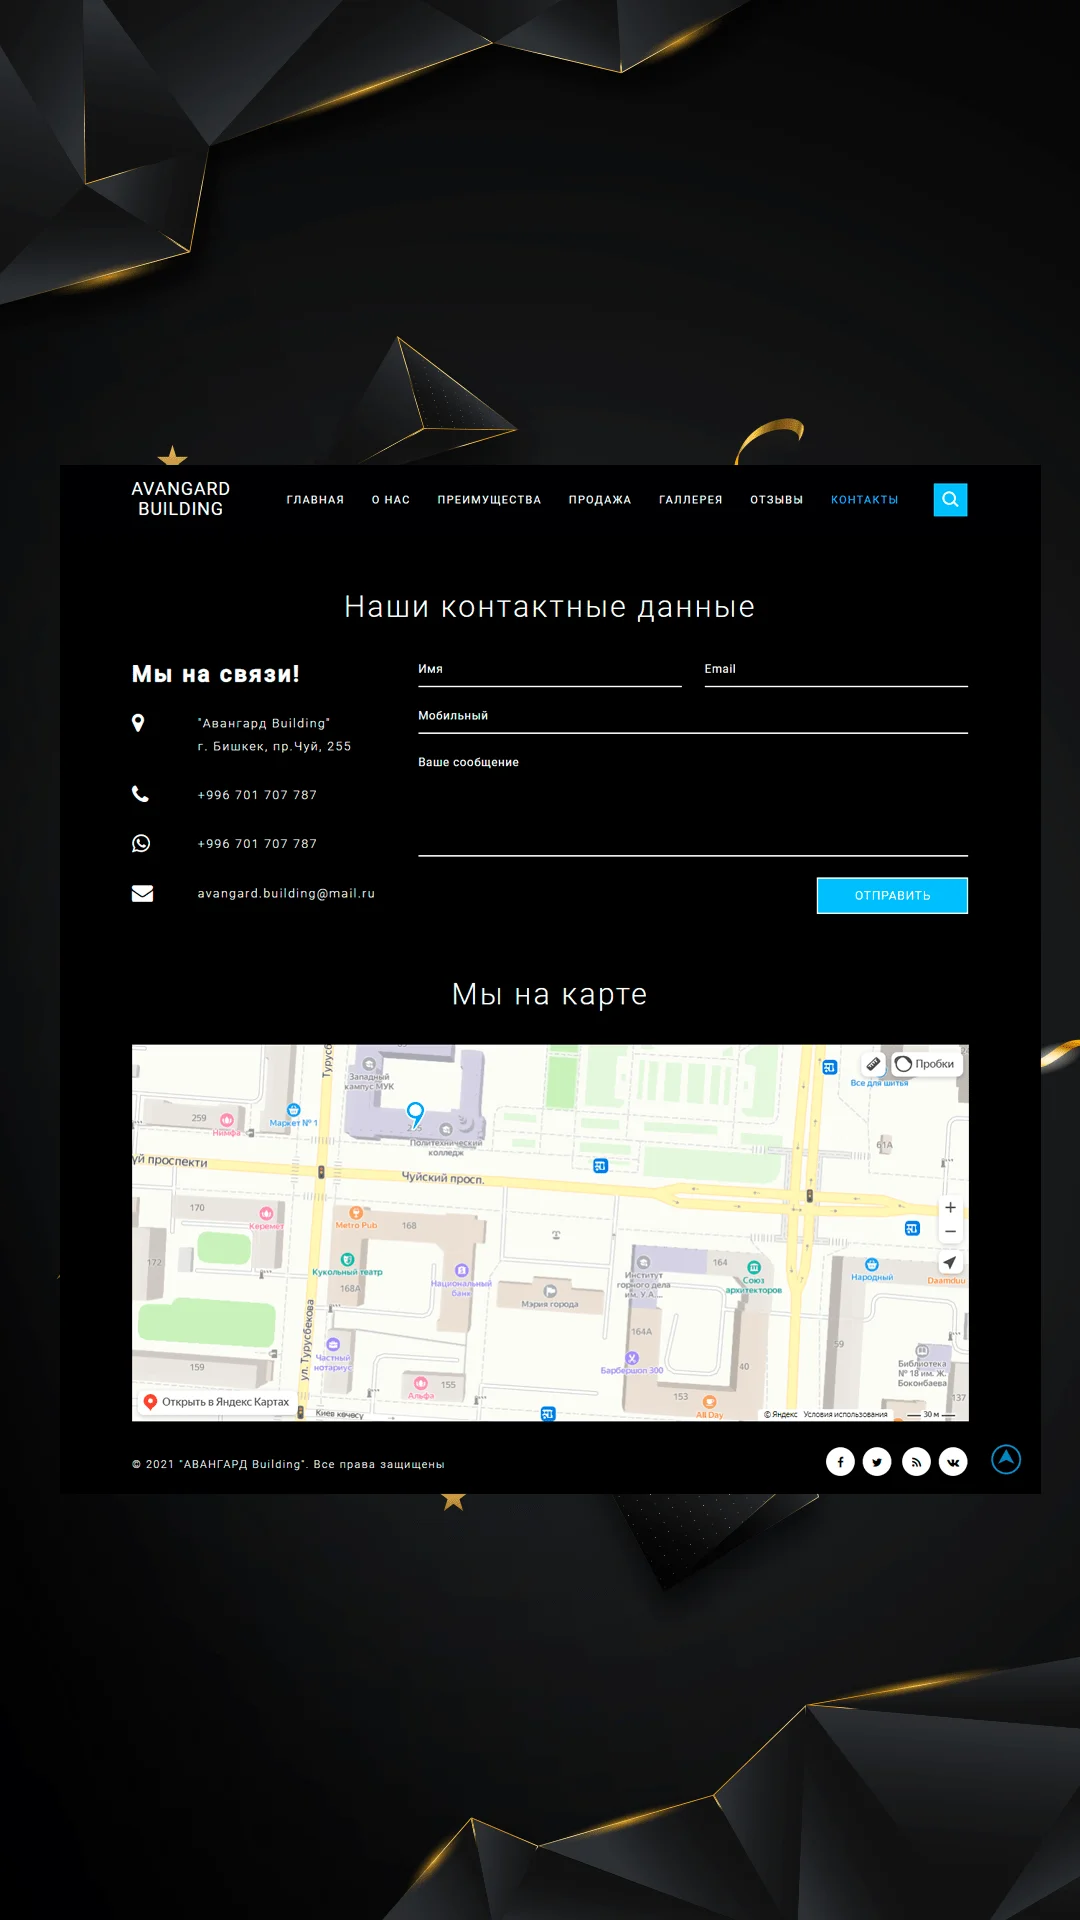 AVANGARD
BUILDING
ГЛАВНАЯ О НАС ПРЕИМУЩЕСТВА ПРОДАЖА ГАЛЛЕРЕЯ ОТЗЫВЫ КОНТАКТЫ
Наши контактные данные
Мы на связи!
"Авангард Building"
г. Бишкек, пр.Чуй, 255
+996 701 707 787
+996 701 707 787
avangard.building@mail.ru
Имя
Email
Мобильный
Ваше сообщение
ОТПРАВИТЬ
Мы на карте
Западный
кампус МУК
Все для шитья
Пробки
259
Нимфа
Маркет № 1
Политехнический
колледж
61А
Чуйский просп.
170
Керемет
Metro Pub
168
172
Кукольный театр
168А
Национальный
банк
Мэрия города
Институт
горного дела
им. У.А....
164
Союз
архитекторов
Народный
Daamduu
ул. Турусбекова
164А
Частный
нотариус
159
Альфа
155
Барбершоп 300
40
59
153
All Day
Библиотека
№ 18 им. Ж.
Боконбаева
137
Открыть в Яндекс Картах
Киев көчөсү
© Яндекс Условия использования
30 м
© 2021 "АВАНГАРД Building". Все права защищены